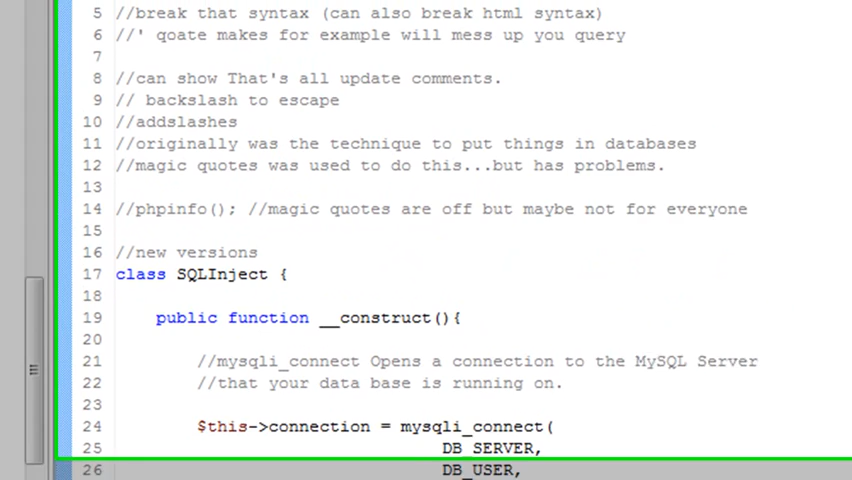 5 //break that syntax (can also break html syntax)
6 //' qoate makes for example will mess up you query
7
8 //can show That's all update comments.
9 // backslash to escape
10 //addslashes
11 //originally was the technique to put things in databases
12 //magic quotes was used to do this...but has problems.
13
14 //phpinfo(); //magic quotes are off but maybe not for everyone
15
16 //new versions
17 class SQLInject {
18
19 public function __construct(){
20
21 //mysqli_connect Opens a connection to the MySQL Server
22 //that your data base is running on.
23
24 $this->connection = mysqli_connect(
25 DB_SERVER,
26 DB_USER,